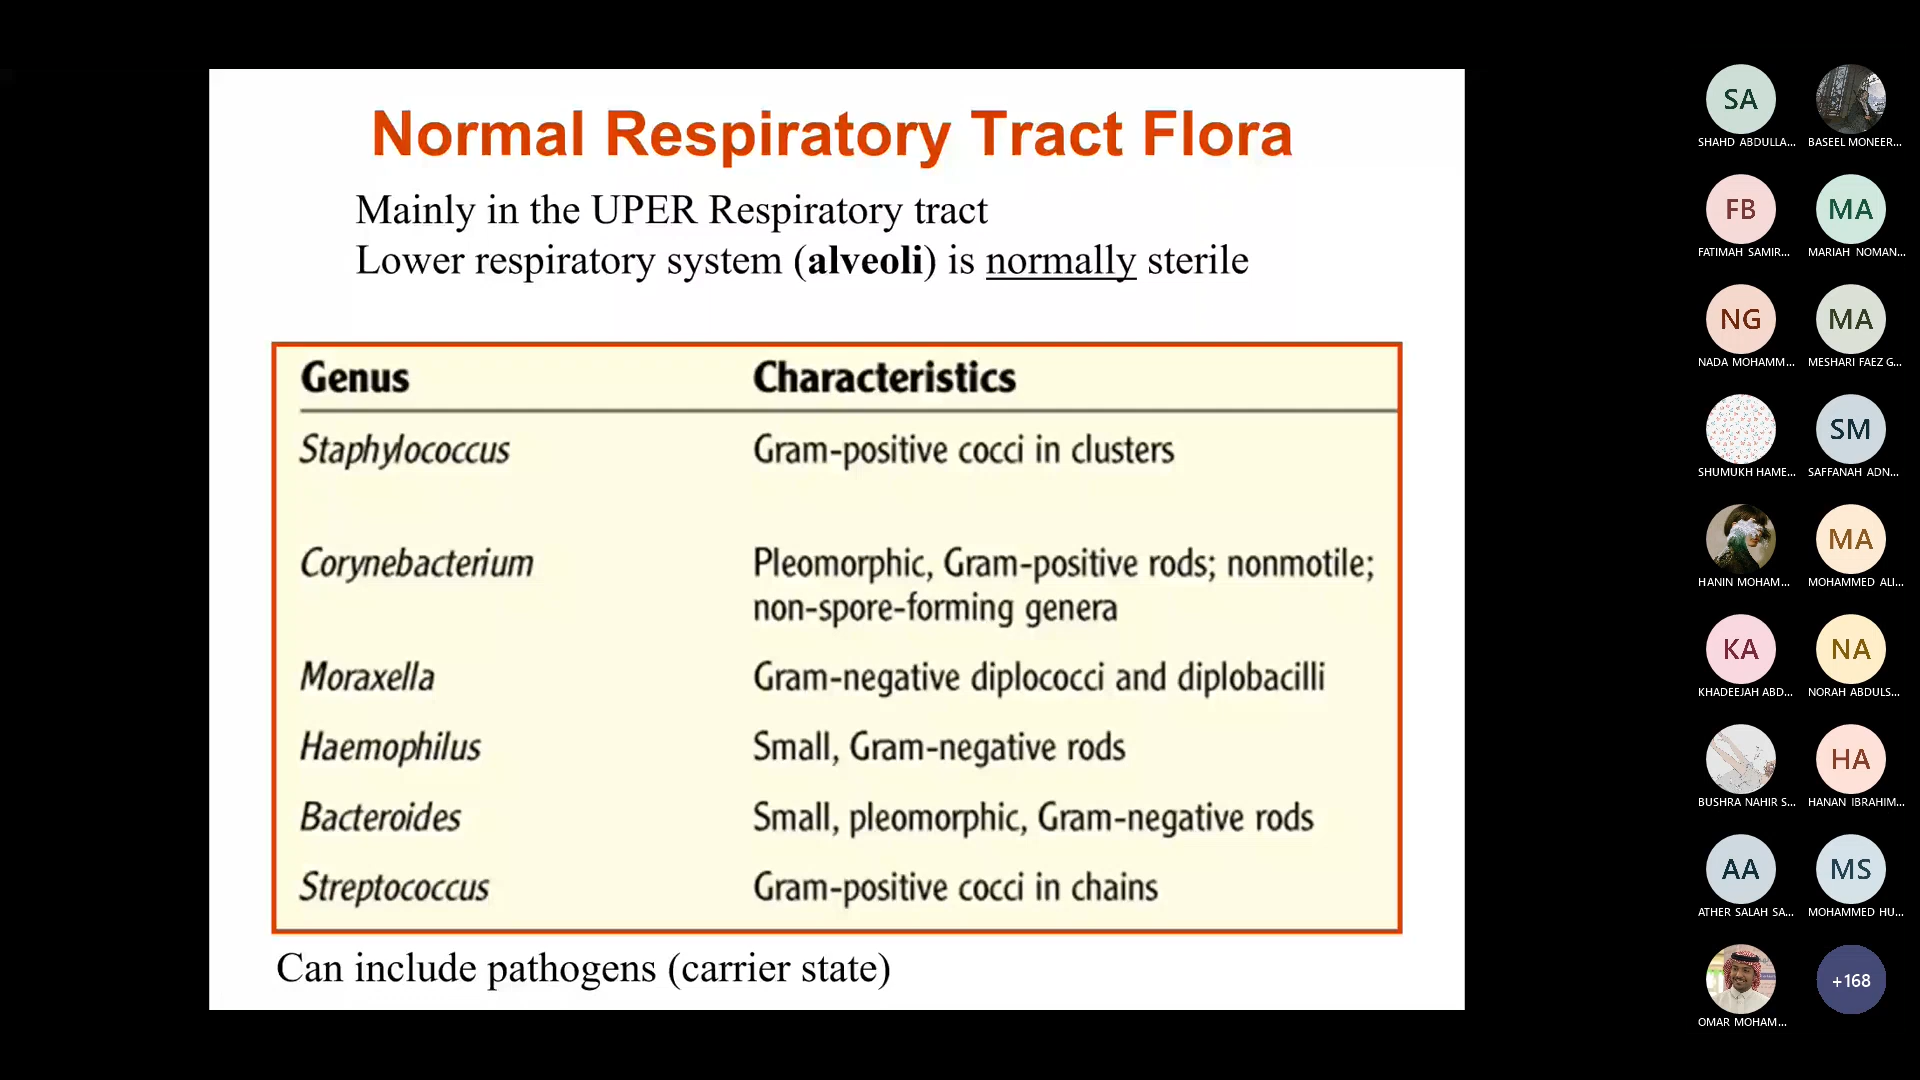 Normal Respiratory Tract Flora
Mainly in the UPER Respiratory tract
Lower respiratory system (alveoli) is normally sterile
Genus Characteristics
Staphylococcus Gram-positive cocci in clusters
Corynebacterium Pleomorphic, Gram-positive rods; nonmotile;
non-spore-forming genera
Moraxella Gram-negative diplococci and diplobacilli
Haemophilus Small, Gram-negative rods
Bacteroides Small, pleomorphic, Gram-negative rods
Streptococcus Gram-positive cocci in chains
Can include pathogens (carrier state)
SA
SHAHD ABDULLA... BASEEL MONEER...
FB MA
FATIMAH SAMIR... MARIAH NOMAN...
NG MA
NADA MOHAMM... MESHARI FAEZ G...
SM
SHUMUKH HAME... SAFFANAH ADN...
MA
HANIN MOHAM... MOHAMMED ALI...
KA NA
KHADEEJAH ABD... NORAH ABDULS...
HA
BUSHRA NAHIR S... HANAN IBRAHIM...
AA MS
ATHER SALAH SA... MOHAMMED HU...
+168
OMAR MOHAM...